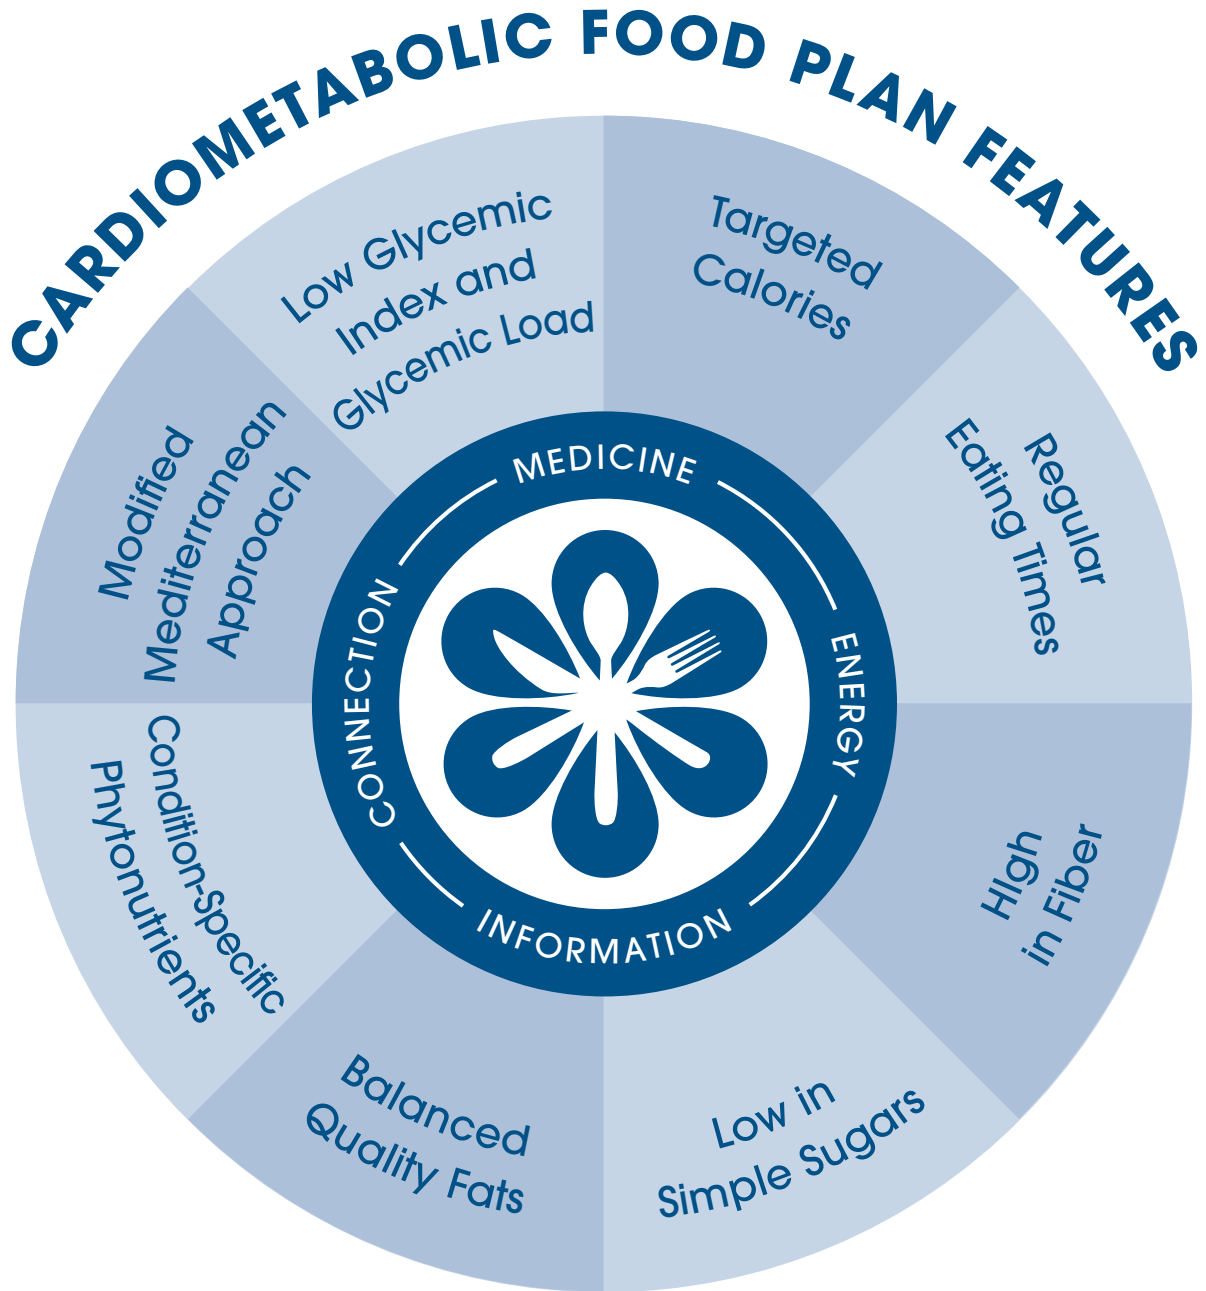 CARDIOMETABOLIC FOOD PLAN FEATURES
Targeted
Calories
Regular
Eating Times
HIgh
in Fiber
Low in
Simple Sugars
Balanced
Quality Fats
Condition-Specific
Phytonutrients
Modified
Mediterranean
Approach
Low Glycemic
Index and
Glycemic Load
MEDICINE
ENERGY
INFORMATION
CONNECTION